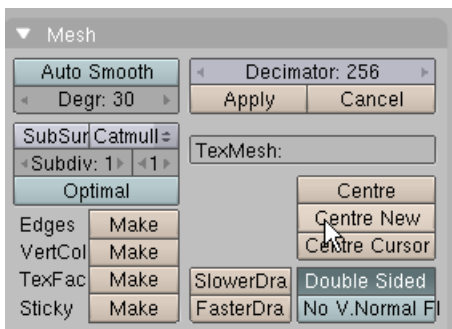 Mesh
Auto Smooth
Degr: 30
Decimator: 256
Apply Cancel
SubSur Catmull
Subdiv: 1 1
Optimal
TexMesh:
Centre
Centre New
Centre Cursor
Edges Make
VertCol Make
TexFac Make
Sticky Make
SlowerDra Double Sided
FasterDra No V.Normal Fl